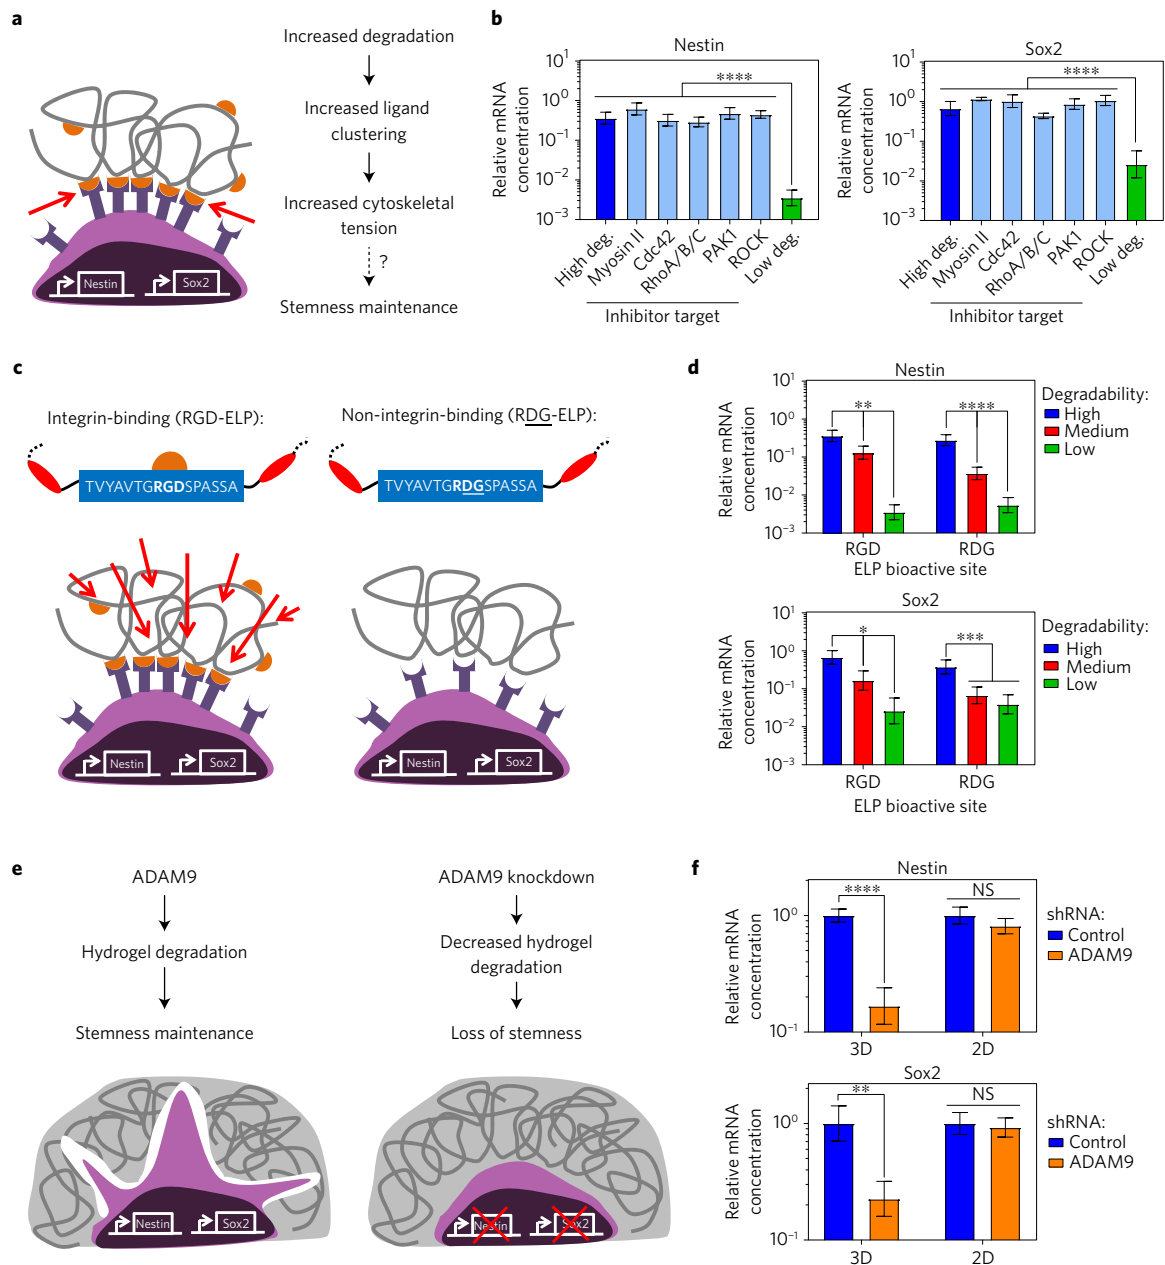 a
Increased degradation
Increased ligand
clustering
Increased cytoskeletal
tension
?
Stemness maintenance
Nestin
Sox2
b
Nestin
Relative mRNA
concentration
10¹
10⁰
10⁻¹
10⁻²
10⁻³
****
High deg.
Myosin II
Cdc42
RhoA/B/C
PAK1
ROCK
Low deg.
Inhibitor target
Sox2
Relative mRNA
concentration
10¹
10⁰
10⁻¹
10⁻²
10⁻³
****
High deg.
Myosin II
Cdc42
RhoA/B/C
PAK1
ROCK
Low deg.
Inhibitor target
c
Integrin-binding (RGD-ELP):
TVYAVTGRGDSPASSA
Non-integrin-binding (RDG-ELP):
TVYAVTGRDGSPASSA
Nestin
Sox2
Nestin
Sox2
d
Nestin
Relative mRNA
concentration
10¹
10⁰
10⁻¹
10⁻²
10⁻³
**
****
RGD
RDG
ELP bioactive site
Degradability:
High
Medium
Low
Sox2
Relative mRNA
concentration
10¹
10⁰
10⁻¹
10⁻²
10⁻³
*
***
RGD
RDG
ELP bioactive site
Degradability:
High
Medium
Low
e
ADAM9
Hydrogel degradation
Stemness maintenance
Nestin
Sox2
ADAM9 knockdown
Decreased hydrogel
degradation
Loss of stemness
Nestin
Sox2
f
Nestin
Relative mRNA
concentration
10⁰
10⁻¹
****
NS
3D
2D
shRNA:
Control
ADAM9
Sox2
Relative mRNA
concentration
10⁰
10⁻¹
**
NS
3D
2D
shRNA:
Control
ADAM9